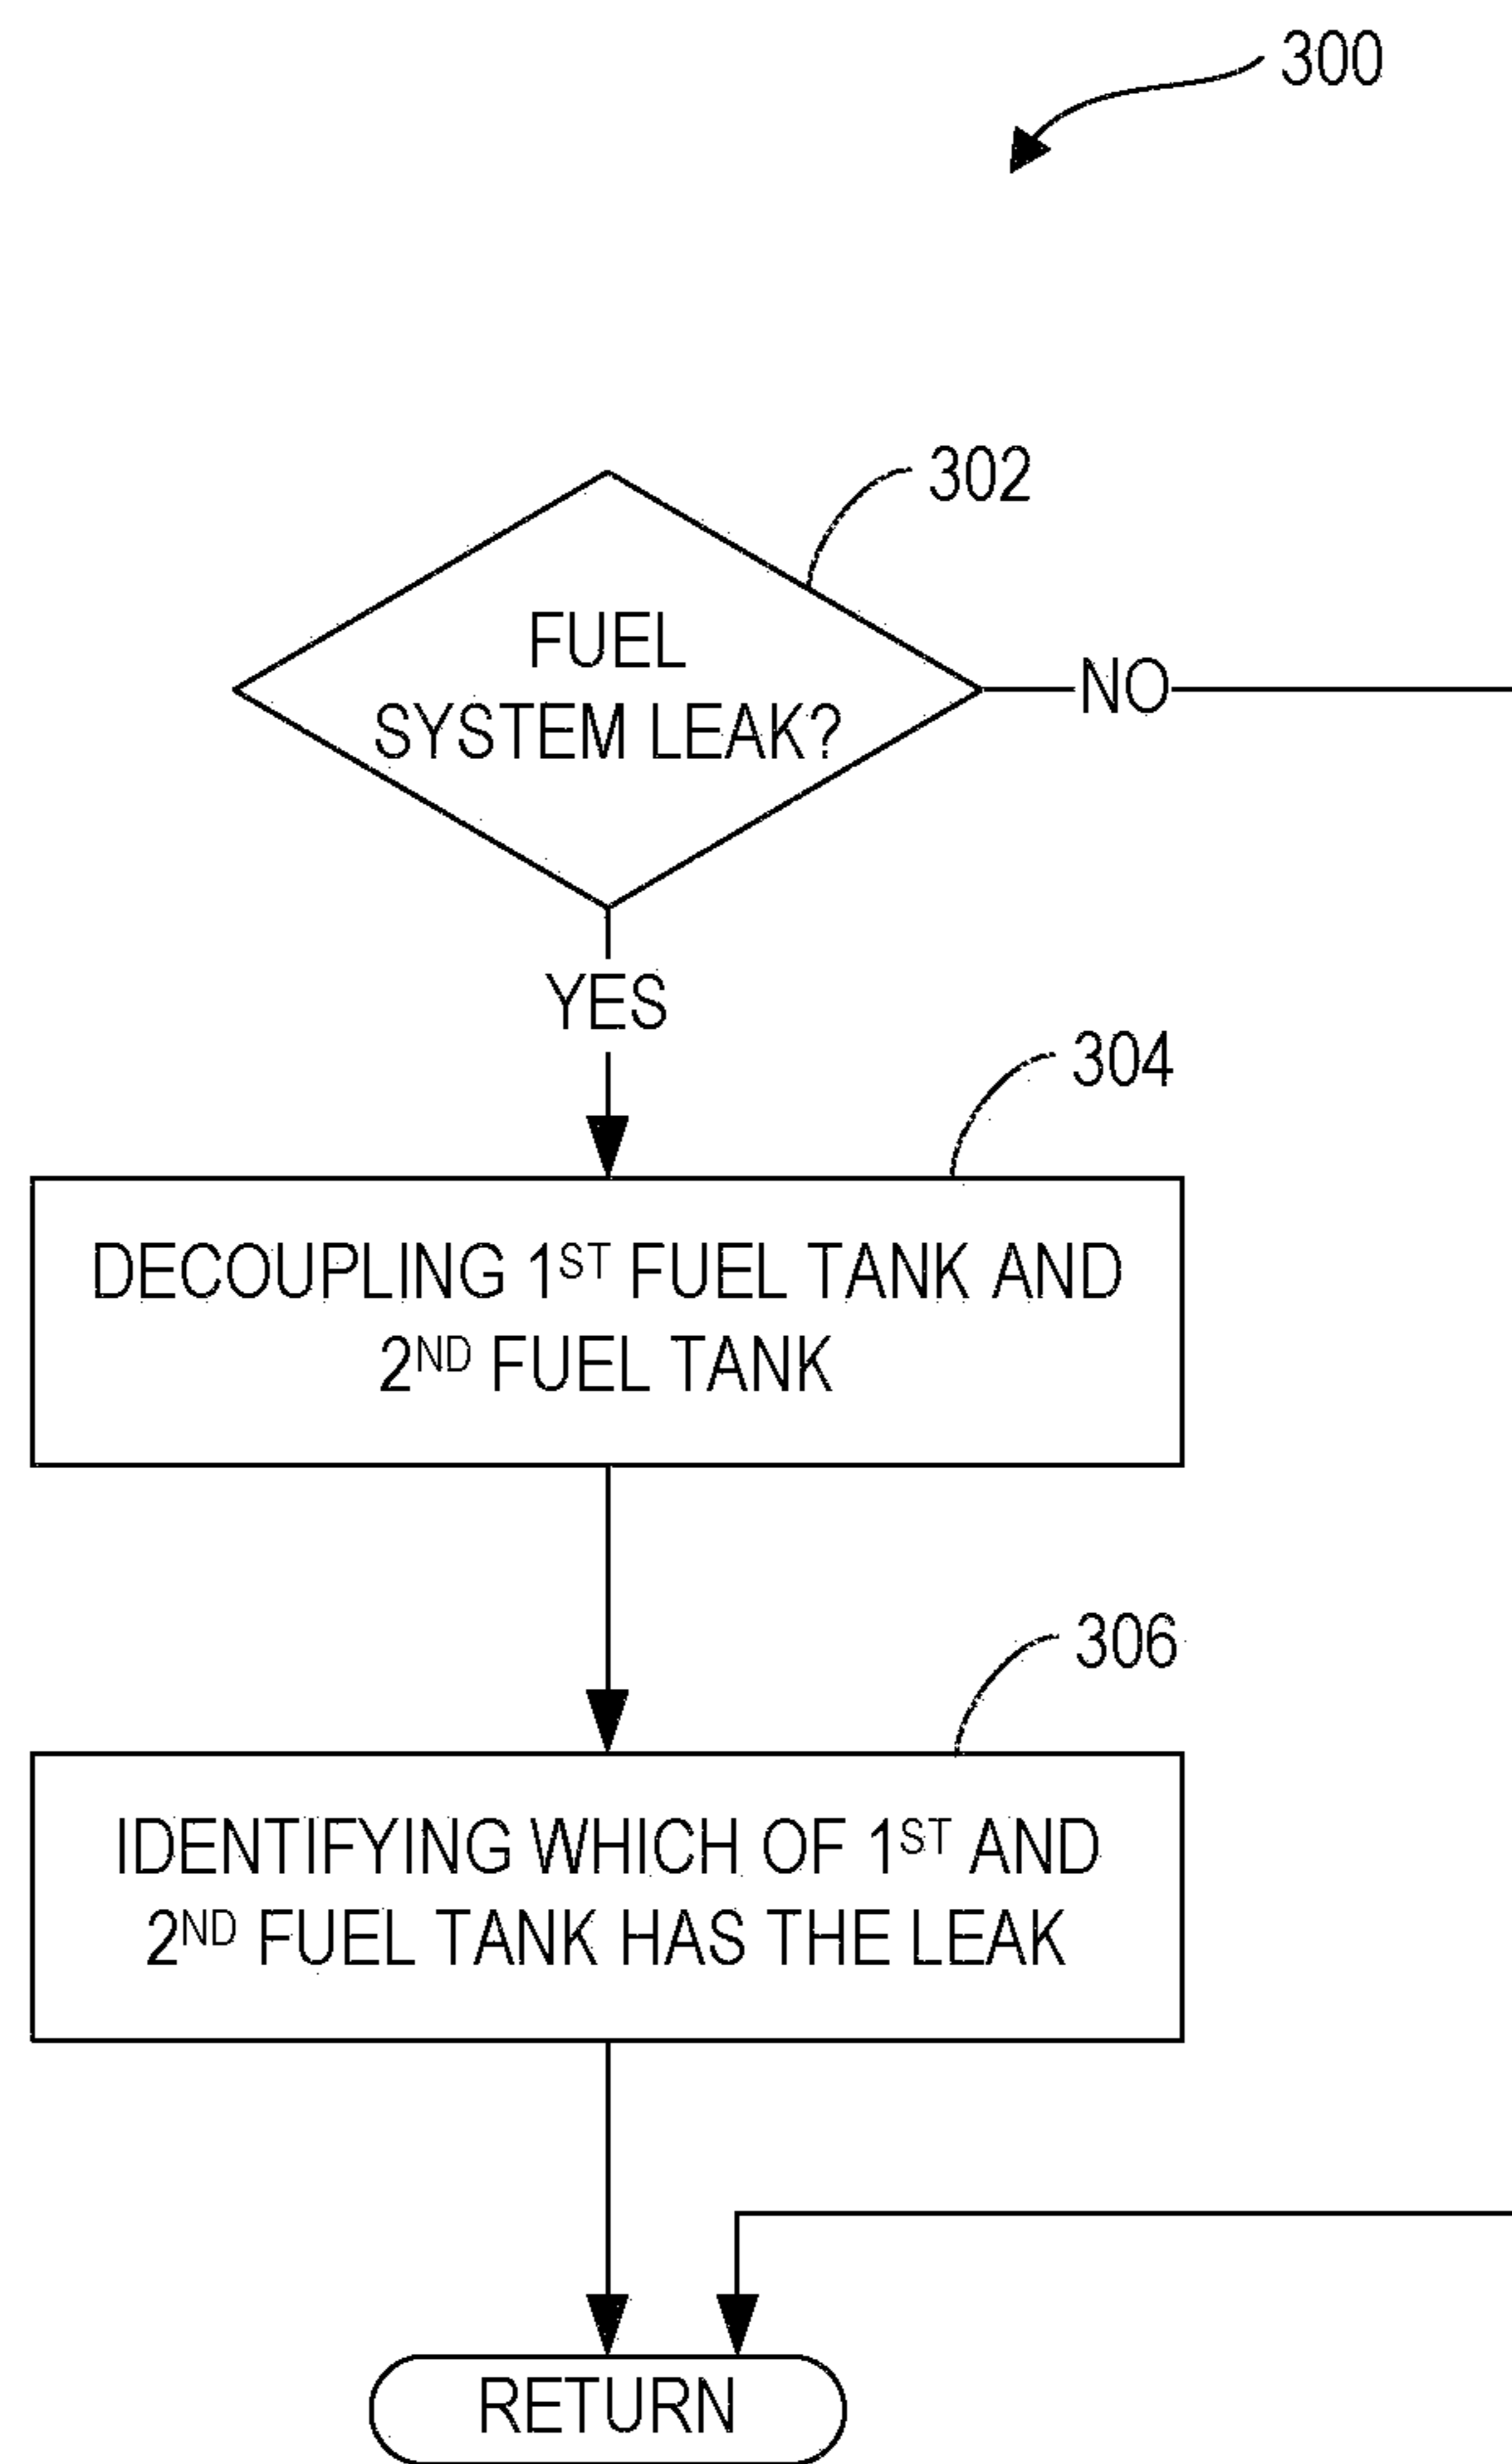 300
302
FUEL
SYSTEM LEAK?
NO
YES
304
DECOUPLING 1ST FUEL TANK AND
2ND FUEL TANK
306
IDENTIFYING WHICH OF 1ST AND
2ND FUEL TANK HAS THE LEAK
RETURN